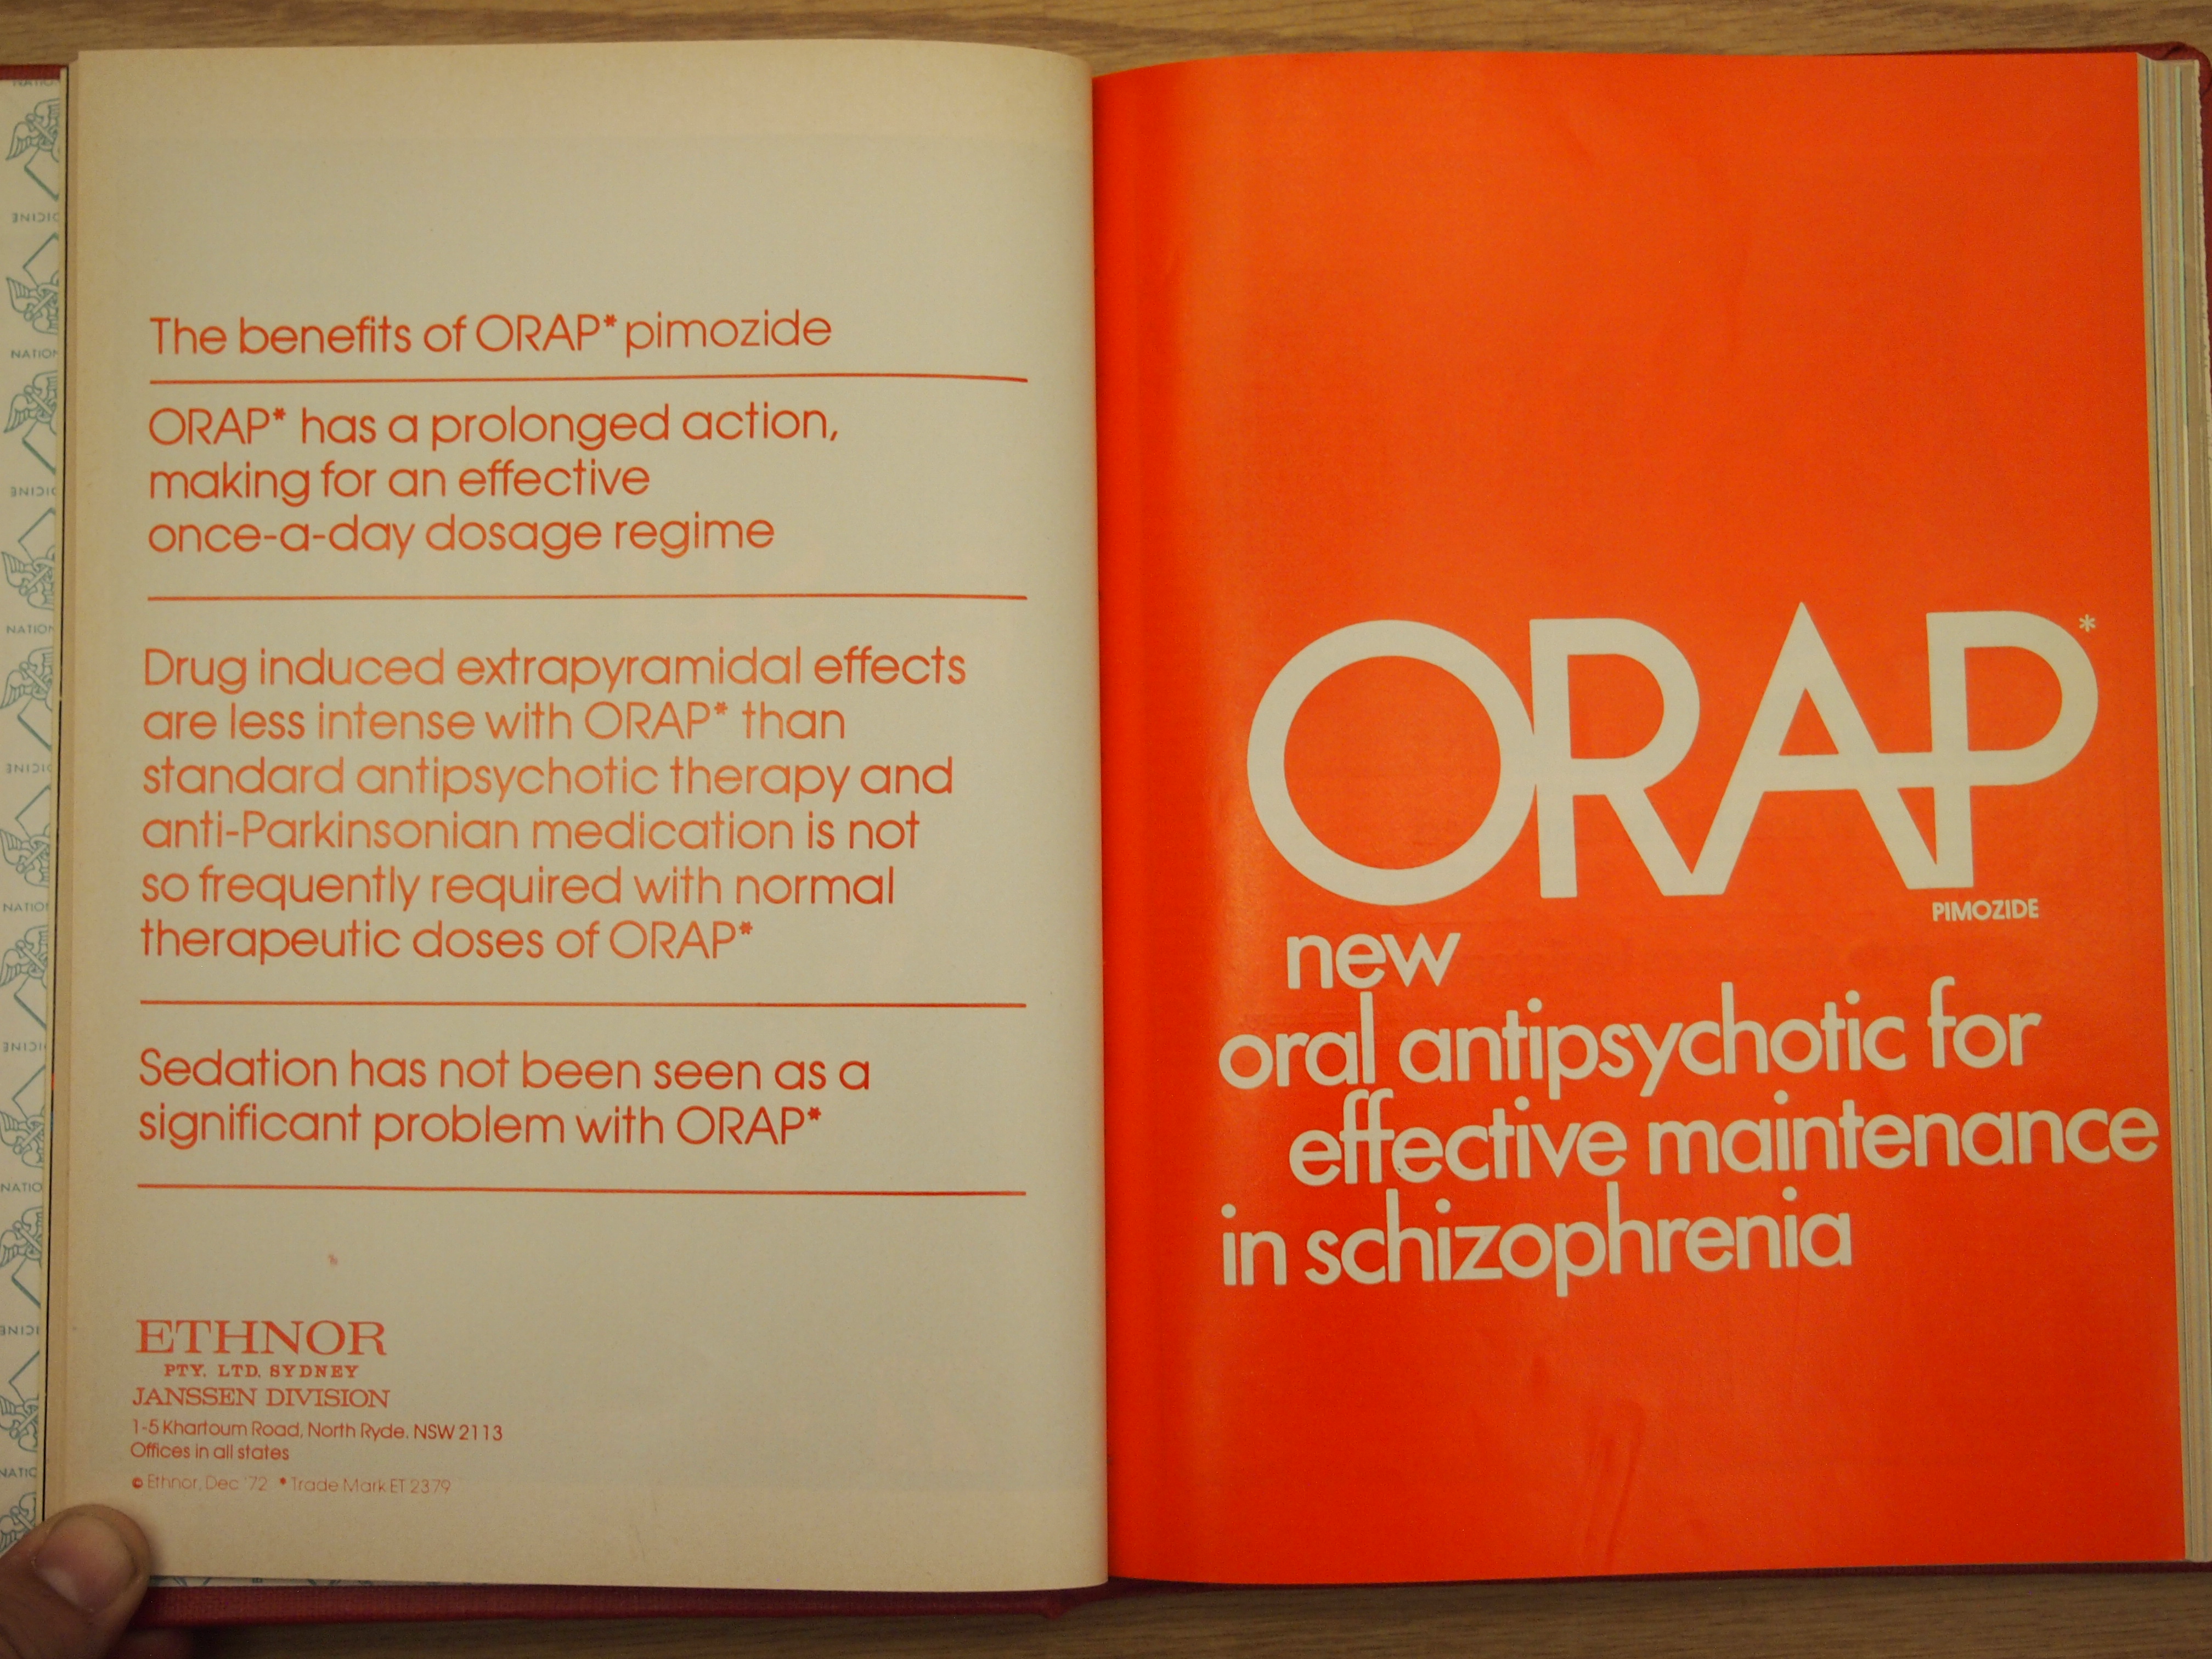 The benefits of ORAP* pimozide
ORAP* has a prolonged action,
making for an effective
once-a-day dosage regime
Drug induced extrapyramidal effects
are less intense with ORAP* than
standard antipsychotic therapy and
anti-Parkinsonian medication is not
so frequently required with normal
therapeutic doses of ORAP*
Sedation has not been seen as a
significant problem with ORAP*
ETHNOR
PTY. LTD. SYDNEY
JANSSEN DIVISION
1-5 Khartoum Road, North Ryde. NSW 2113
Offices in all states
© Ethnor, Dec '72 * Trade Mark ET 2379
ORAP*
PIMOZIDE
new
oral antipsychotic for
effective maintenance
in schizophrenia